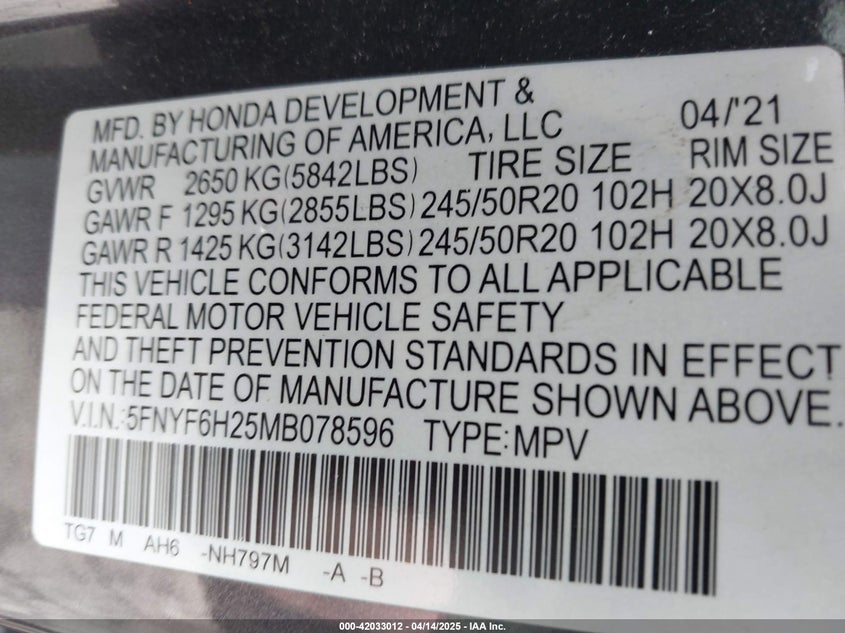 MFD. BY HONDA DEVELOPMENT & 04/'21
MANUFACTURING OF AMERICA, LLC
GVWR 2650 KG(5842LBS) TIRE SIZE RIM SIZE
GAWR F 1295 KG(2855LBS) 245/50R20 102H 20X8.0J
GAWR R 1425 KG(3142LBS) 245/50R20 102H 20X8.0J
THIS VEHICLE CONFORMS TO ALL APPLICABLE
FEDERAL MOTOR VEHICLE SAFETY
AND THEFT PREVENTION STANDARDS IN EFFECT
ON THE DATE OF MANUFACTURE SHOWN ABOVE.
V.I.N.:5FNYF6H25MB078596 TYPE:MPV
TG7 M AH6 -NH797M -A -B
000-42033012 - 04/14/2025 - IAA Inc.